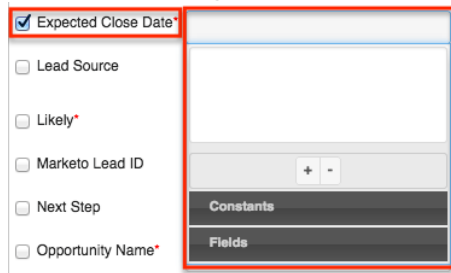 Expected Close Date*
Lead Source
Likely*
Marketo Lead ID
+ -
Next Step
Constants
Opportunity Name*
Fields